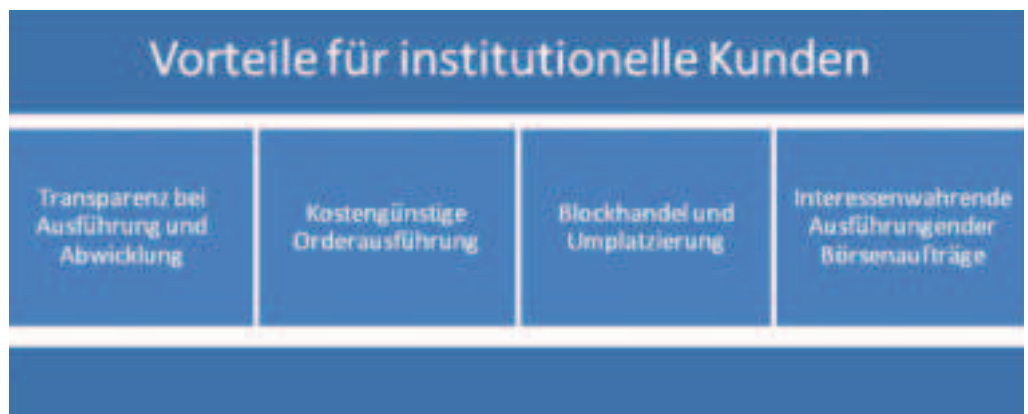 Vorteile für institutionelle Kunden
Transparenz bei
Ausführung und
Abwicklung
Kostengünstige
Orderausführung
Blockhandel und
Umplatzierung
Interessenwahrende
Ausführungender
Börsenaufträge